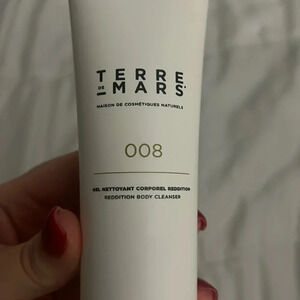 TERRE
DE MARS
MAISON DE COSMÉTIQUES NATURELS
008
GEL NETTOYANT CORPOREL REDDITION
REDDITION BODY CLEANSER